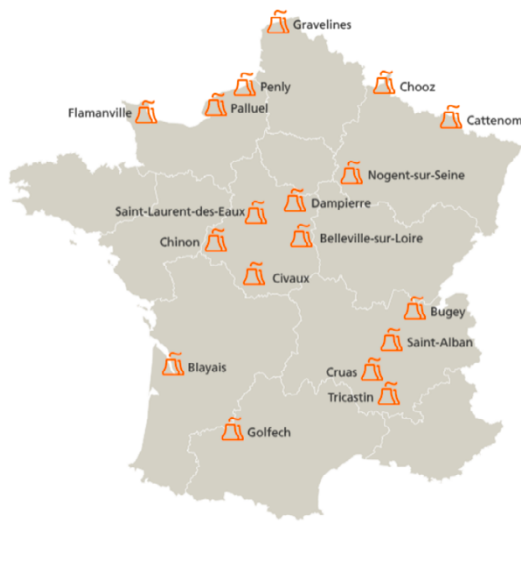 Gravelines
Penly
Chooz
Palluel
Flamanville
Cattenom
Nogent-sur-Seine
Dampierre
Saint-Laurent-des-Eaux
Belleville-sur-Loire
Chinon
Civaux
Bugey
Saint-Alban
Blayais
Cruas
Tricastin
Golfech